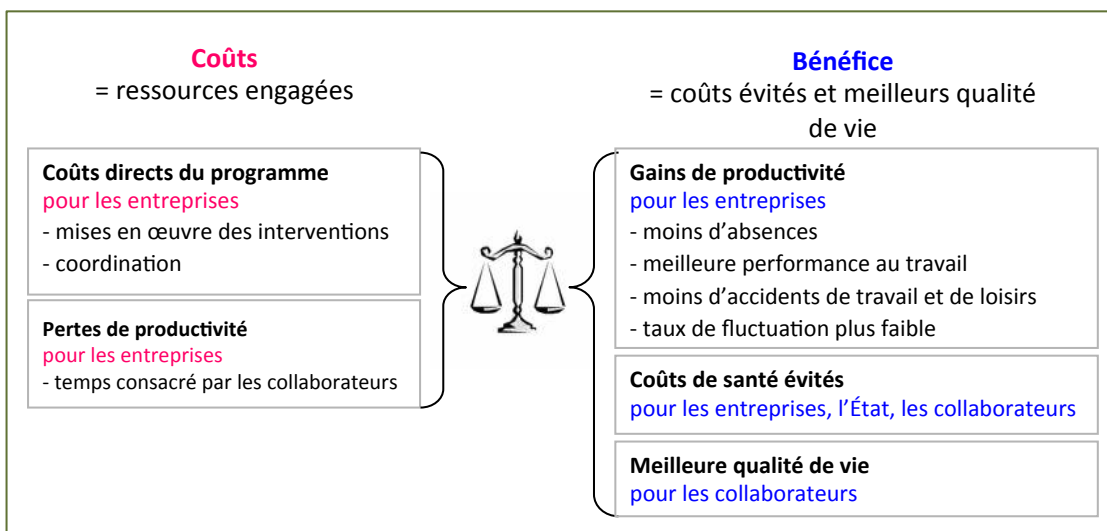 Coûts
= ressources engagées
Coûts directs du programme
pour les entreprises
- mises en œuvre des interventions
- coordination
Pertes de productivité
pour les entreprises
- temps consacré par les collaborateurs
Bénéfice
= coûts évités et meilleurs qualité
de vie
Gains de productivité
pour les entreprises
- moins d’absences
- meilleure performance au travail
- moins d’accidents de travail et de loisirs
- taux de fluctuation plus faible
Coûts de santé évités
pour les entreprises, l’État, les collaborateurs
Meilleure qualité de vie
pour les collaborateurs